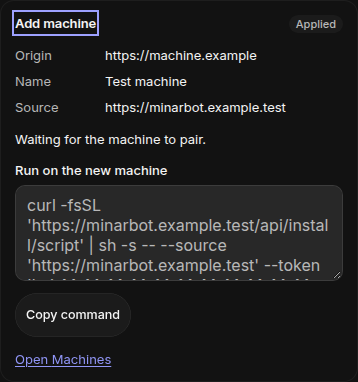 Add machine
Applied
Origin https://machine.example
Name Test machine
Source https://minarbot.example.test
Waiting for the machine to pair.
Run on the new machine
curl -fsSL
'https://minarbot.example.test/api/instal
l/script' | sh -s -- --source
'https://minarbot.example.test' --token
Copy command
Open Machines